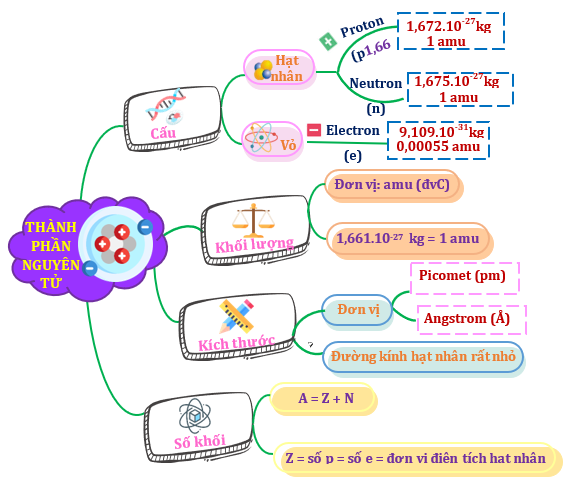 THÀNH
PHẦN
NGUYÊN
TỬ
Cấu
Hạt
nhân
Proton
(p1,66
1,672.10-27kg
1 amu
Neutron
(n)
1,675.10-27kg
1 amu
Vỏ
Electron
(e)
9,109.10-31kg
0,00055 amu
Khối lượng
Đơn vị: amu (đvC)
1,661.10-27 kg = 1 amu
Kích thước
Đơn vị
Picomet (pm)
Angstrom (Å)
?
Đường kính hạt nhân rất nhỏ
Số khối
A = Z + N
Z = số p = số e = đơn vị điện tích hạt nhân